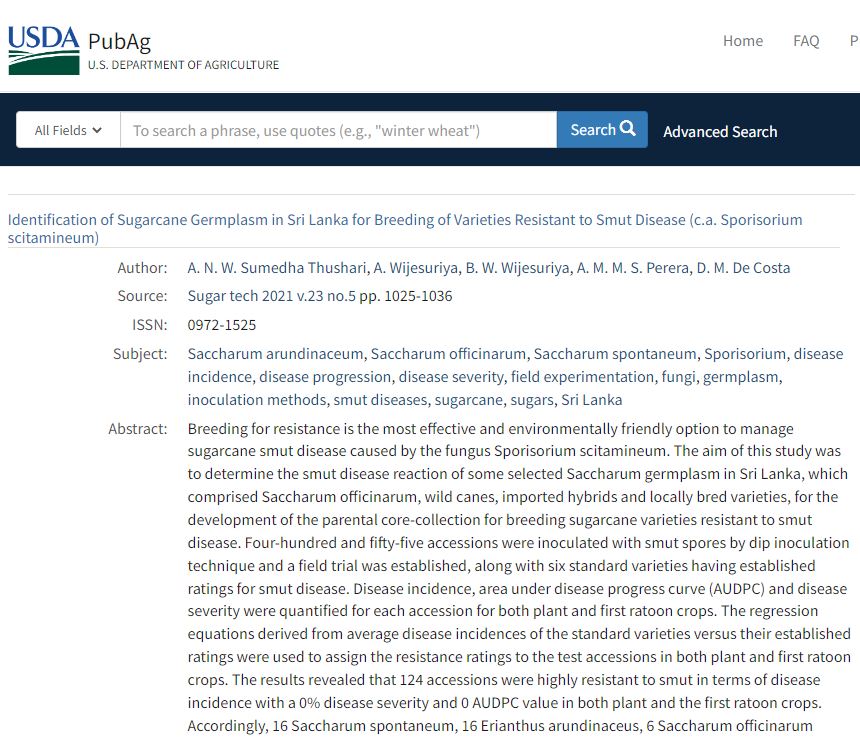 USDA PubAg
U.S. DEPARTMENT OF AGRICULTURE
Home FAQ P
All Fields To search a phrase, use quotes (e.g., "winter wheat") Search Advanced Search
Identification of Sugarcane Germplasm in Sri Lanka for Breeding of Varieties Resistant to Smut Disease (c.a. Sporisorium
scitamineum)
Author: A. N. W. Sumedha Thushari, A. Wijesuriya, B. W. Wijesuriya, A. M. M. S. Perera, D. M. De Costa
Source: Sugar tech 2021 v.23 no.5 pp. 1025-1036
ISSN: 0972-1525
Subject: Saccharum arundinaceum, Saccharum officinarum, Saccharum spontaneum, Sporisorium, disease
incidence, disease progression, disease severity, field experimentation, fungi, germplasm,
inoculation methods, smut diseases, sugarcane, sugars, Sri Lanka
Abstract: Breeding for resistance is the most effective and environmentally friendly option to manage
sugarcane smut disease caused by the fungus Sporisorium scitamineum. The aim of this study was
to determine the smut disease reaction of some selected Saccharum germplasm in Sri Lanka, which
comprised Saccharum officinarum, wild canes, imported hybrids and locally bred varieties, for the
development of the parental core-collection for breeding sugarcane varieties resistant to smut
disease. Four-hundred and fifty-five accessions were inoculated with smut spores by dip inoculation
technique and a field trial was established, along with six standard varieties having established
ratings for smut disease. Disease incidence, area under disease progress curve (AUDPC) and disease
severity were quantified for each accession for both plant and first ratoon crops. The regression
equations derived from average disease incidences of the standard varieties versus their established
ratings were used to assign the resistance ratings to the test accessions in both plant and first ratoon
crops. The results revealed that 124 accessions were highly resistant to smut in terms of disease
incidence with a 0% disease severity and 0 AUDPC value in both plant and the first ratoon crops.
Accordingly, 16 Saccharum spontaneum, 16 Erianthus arundinaceus, 6 Saccharum officinarum